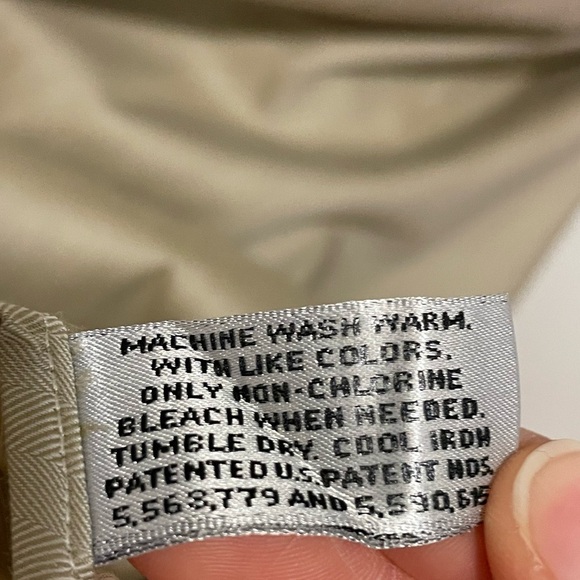 MACHINE WASH WARM.
WITH LIKE COLORS.
ONLY NON-CHLORINE
BLEACH WHEN NEEDED.
TUMBLE DRY. COOL IRON
PATENTED U.S. PATENT NOS.
5,568,779 AND 5,590,615